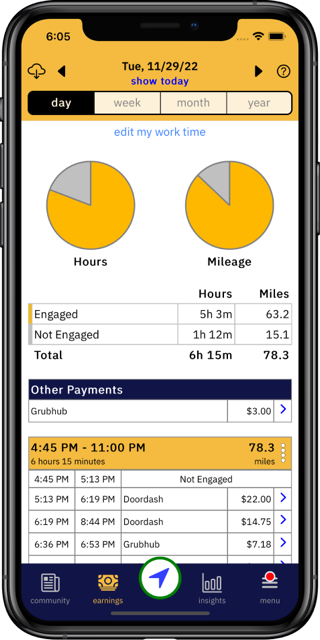 6:05
Tue, 11/29/22
show today
day week month year
edit my work time
Hours Mileage
Hours Miles
Engaged 5h 3m 63.2
Not Engaged 1h 12m 15.1
Total 6h 15m 78.3
Other Payments
Grubhub $3.00
4:45 PM - 11:00 PM 78.3
6 hours 15 minutes miles
4:45 PM 5:13 PM Not Engaged
5:13 PM 6:19 PM Doordash $22.00
6:19 PM 8:44 PM Doordash $14.75
6:36 PM 6:53 PM Grubhub $7.18
community earnings insights menu